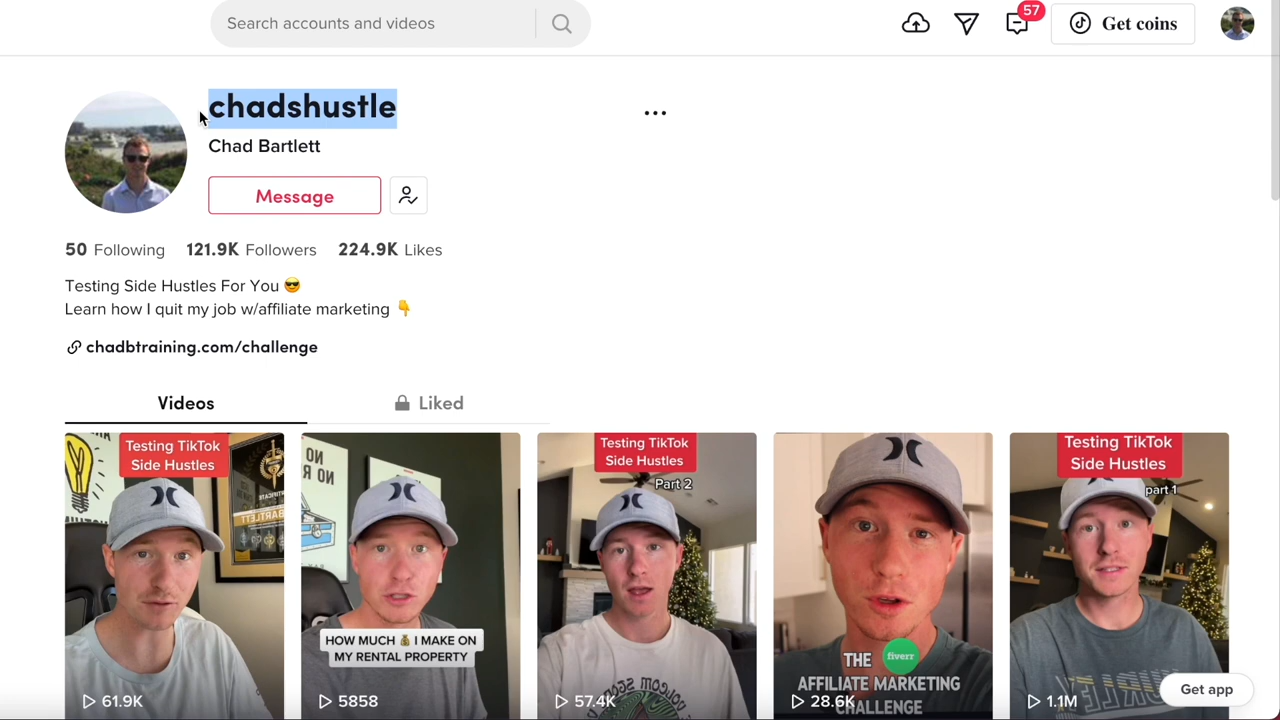 Search accounts and videos
57
Get coins
chadshustle
Chad Bartlett
Message
50 Following 121.9K Followers 224.9K Likes
Testing Side Hustles For You 😎
Learn how I quit my job w/affiliate marketing 👇
chadbtraining.com/challenge
Videos
Liked
Testing TikTok
Side Hustles
61.9K
HOW MUCH 💰 I MAKE ON
MY RENTAL PROPERTY
5858
Testing TikTok
Side Hustles
Part 2
57.4K
THE fiverr
AFFILIATE MARKETING
CHALLENGE
28.6K
Testing TikTok
Side Hustles
part 1
1.1M
Get app